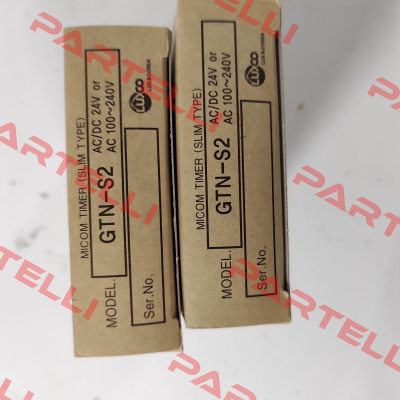 MICOM TIMER (SLIM TYPE)
MODEL.
GTN-S2
AC/DC 24V or
AC 100~240V
Ser.No.
MICOM TIMER (SLIM TYPE)
MODEL.
GTN-S2
AC/DC 24V or
AC 100~240V
Ser.No.
PARTELLI
PARTELLI
PARTELLI
PARTELLI